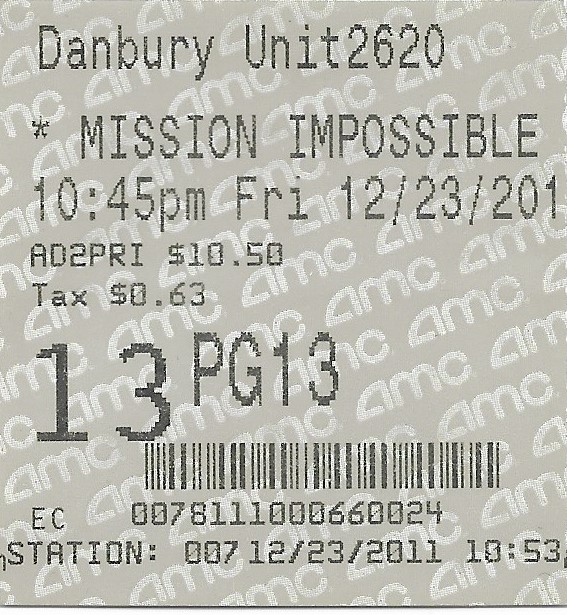 Danbury Unit2620
* MISSION IMPOSSIBLE
10:45pm Fri 12/23/201
AD2PRI $10.50
Tax $0.63
13 PG13
EC 0078111000660024
STATION: 007 12/23/2011 10:53